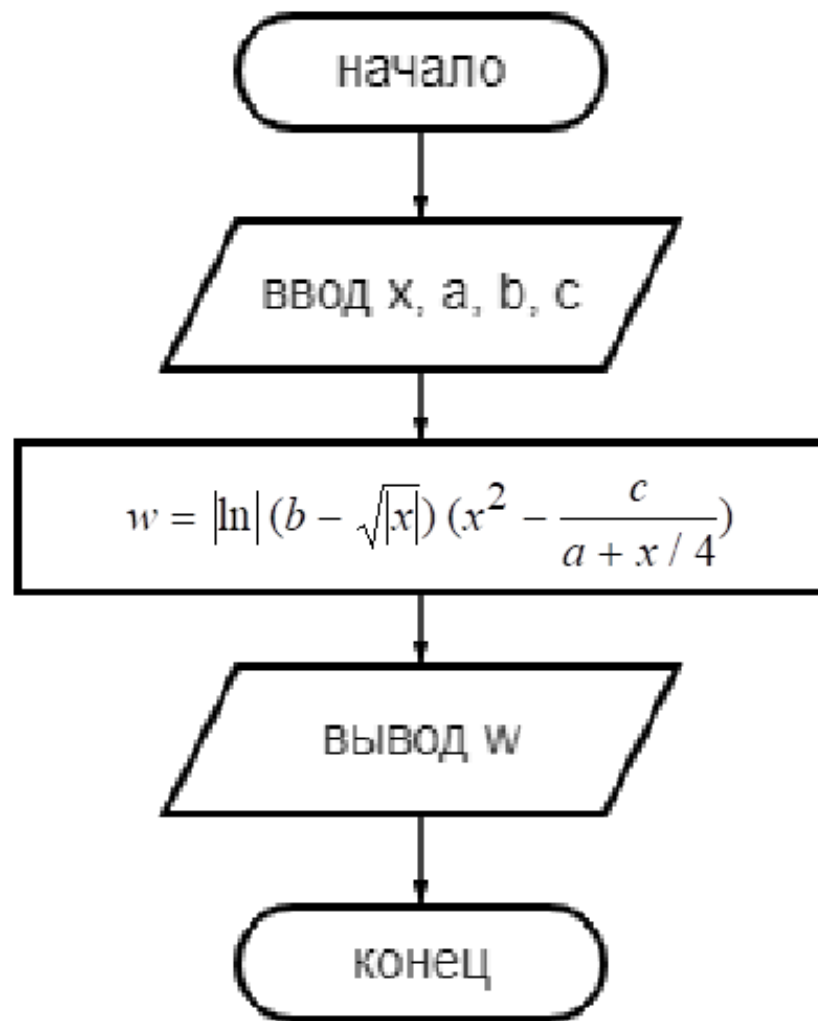 начало
ввод x, a, b, c
w = |ln| (b − √|x|) (x² − c / (a + x / 4))
вывод w
конец